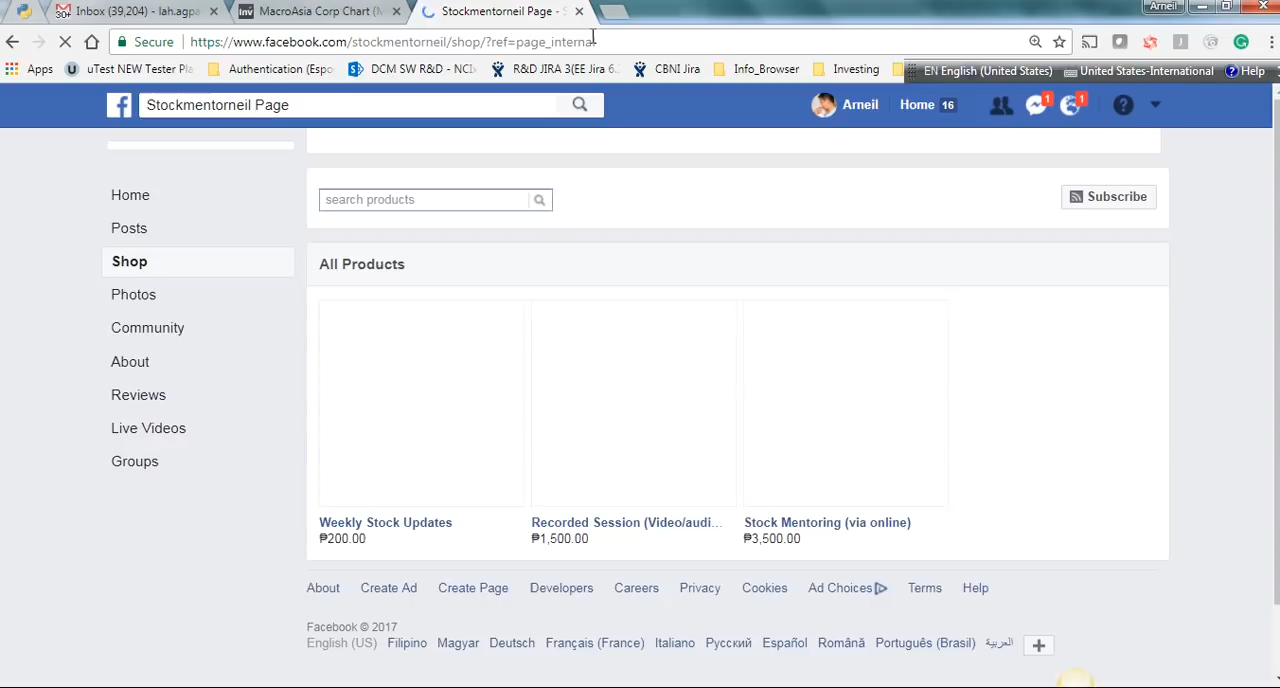 Arneil
Inbox (39,204) - lah.agpa
MacroAsia Corp Chart (M
Stockmentorneil Page - S
Secure
https://www.facebook.com/stockmentorneil/shop/?ref=page_interna
Apps
uTest NEW Tester Pla
Authentication (Espo
DCM SW R&D - NCI
R&D JIRA 3(EE Jira 6.
CBNI Jira
Info_Browser
Investing
EN English (United States)
United States-International
Help
Stockmentorneil Page
Arneil
Home 16
1
1
Home
Posts
Shop
Photos
Community
About
Reviews
Live Videos
Groups
search products
Subscribe
All Products
Weekly Stock Updates
₱200.00
Recorded Session (Video/audi...
₱1,500.00
Stock Mentoring (via online)
₱3,500.00
About Create Ad Create Page Developers Careers Privacy Cookies Ad Choices Terms Help
Facebook © 2017
English (US) Filipino Magyar Deutsch Français (France) Italiano Русский Español Română Português (Brasil) العربية